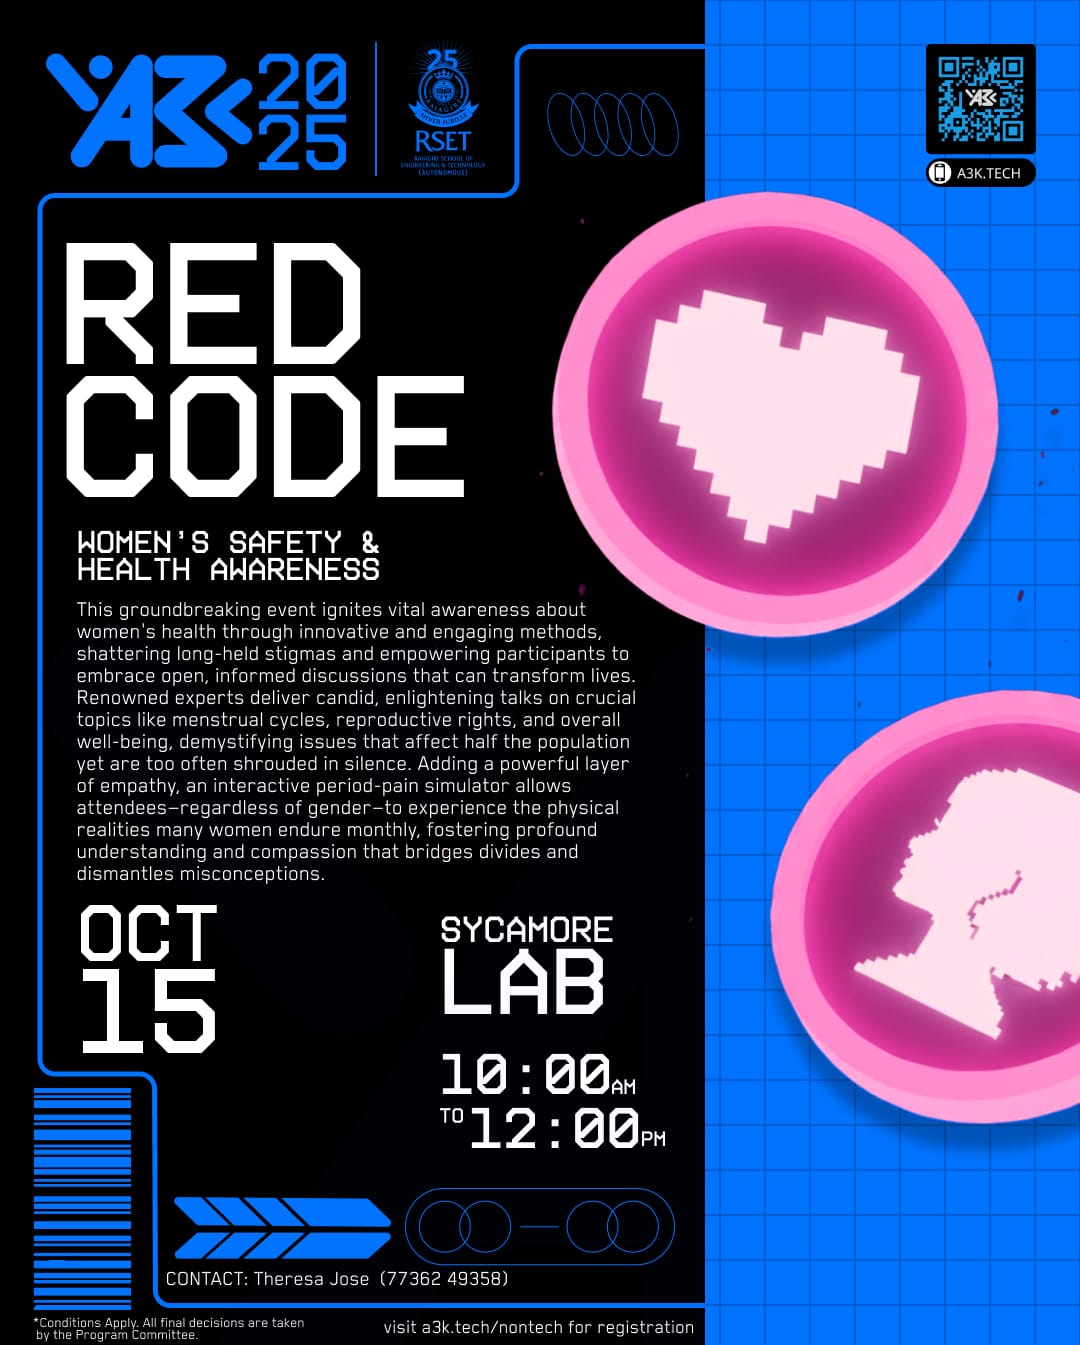 YA3K
20
25
25
RAJAGIRI
SILVER JUBILEE
RSET
RAJAGIRI SCHOOL OF
ENGINEERING & TECHNOLOGY
(AUTONOMOUS)
YA3K
A3K.TECH
RED
CODE
WOMEN'S SAFETY &
HEALTH AWARENESS
This groundbreaking event ignites vital awareness about
women's health through innovative and engaging methods,
shattering long-held stigmas and empowering participants to
embrace open, informed discussions that can transform lives.
Renowned experts deliver candid, enlightening talks on crucial
topics like menstrual cycles, reproductive rights, and overall
well-being, demystifying issues that affect half the population
yet are too often shrouded in silence. Adding a powerful layer
of empathy, an interactive period-pain simulator allows
attendees—regardless of gender—to experience the physical
realities many women endure monthly, fostering profound
understanding and compassion that bridges divides and
dismantles misconceptions.
OCT
15
SYCAMORE
LAB
10:00AM
TO 12:00PM
CONTACT: Theresa Jose (77362 49358)
*Conditions Apply. All final decisions are taken
by the Program Committee.
visit a3k.tech/nontech for registration